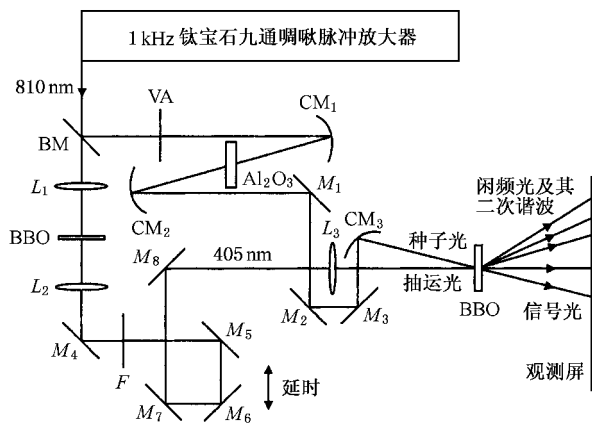 1 kHz 钛宝石九通啁啾脉冲放大器
810 nm
VA
CM₁
BM
Al₂O₃
M₁
L₁
CM₂
L₃
CM₃
闲频光及其
二次谐波
种子光
BBO
M₈
405 nm
抽运光
L₂
M₂
M₃
BBO
信号光
M₄
F
M₅
延时
观测屏
M₇
M₆